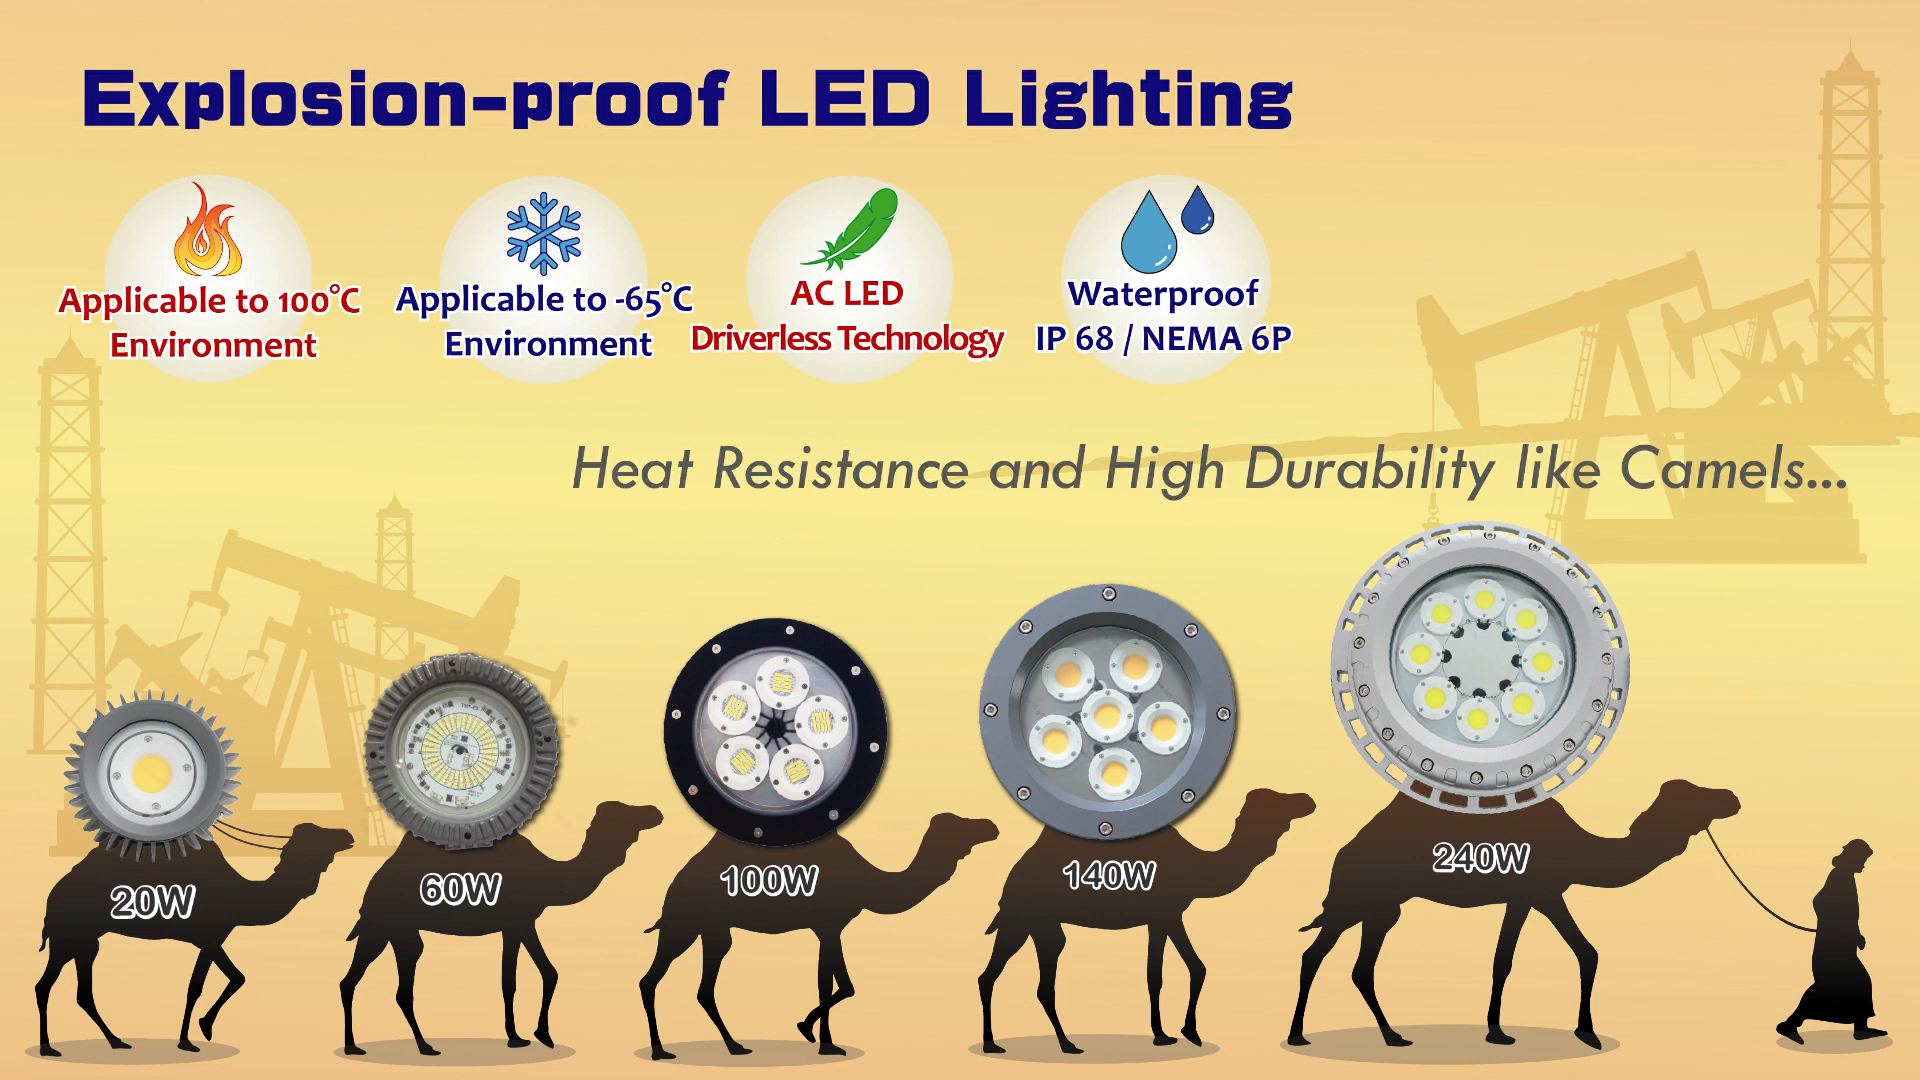 Explosion-proof LED Lighting
Applicable to 100°C
Environment
Applicable to -65°C
Environment
AC LED
Driverless Technology
Waterproof
IP 68 / NEMA 6P
Heat Resistance and High Durability like Camels...
20W
60W
100W
140W
240W